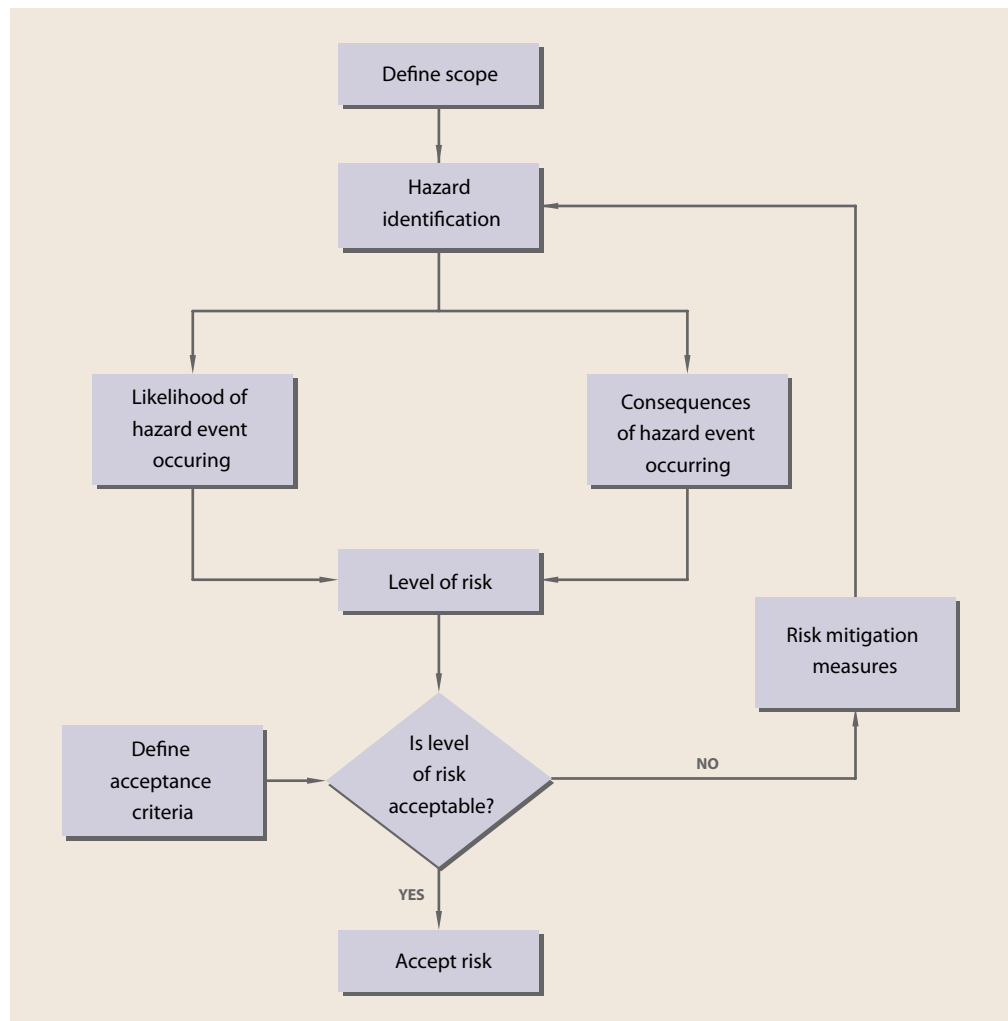 Define scope
Hazard
identification
Likelihood of
hazard event
occuring
Consequences
of hazard event
occurring
Level of risk
Risk mitigation
measures
Define
acceptance
criteria
Is level
of risk
acceptable?
NO
YES
Accept risk